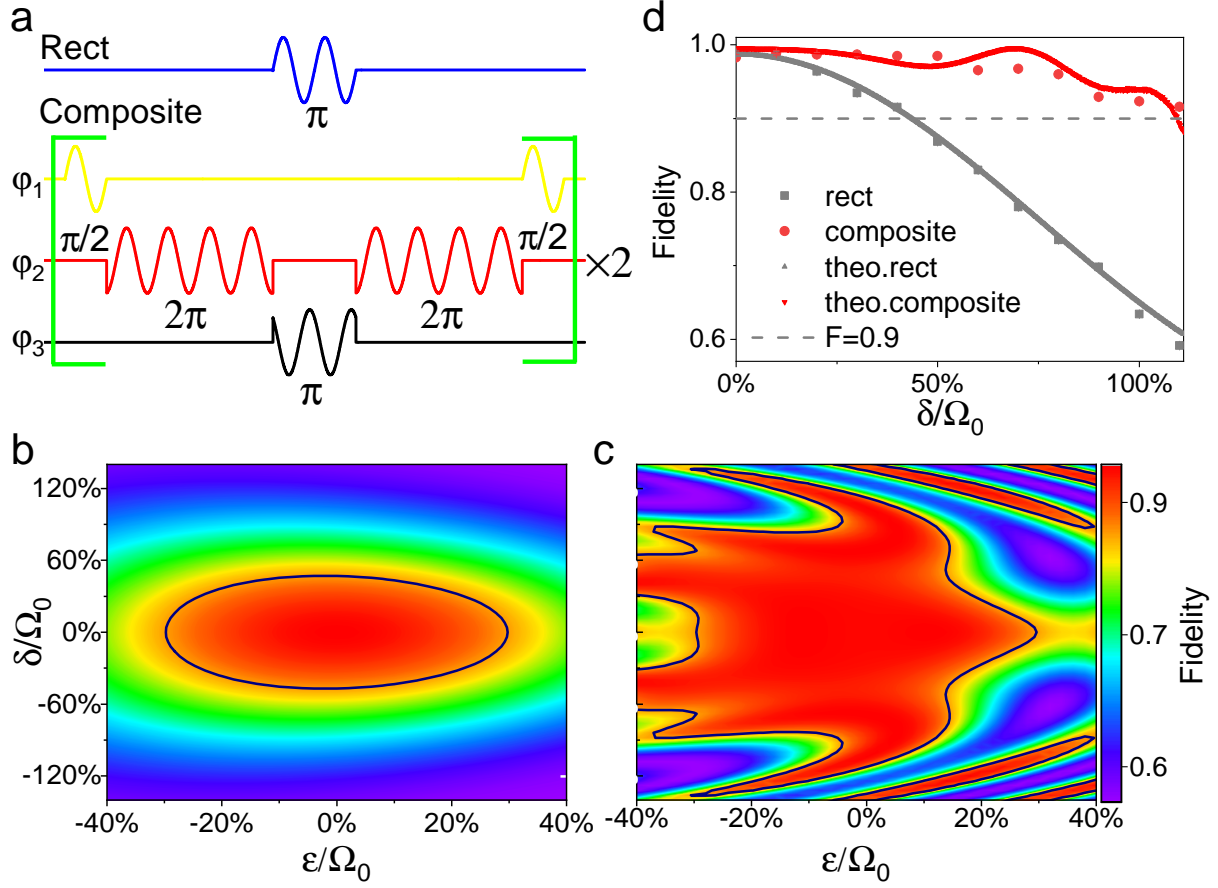 a
Rect
π
Composite
φ1
π/2
π/2
φ2
×2
2π
2π
φ3
π
d
1.0
0.8
0.6
Fidelity
rect
composite
theo.rect
theo.composite
F=0.9
0%
50%
100%
δ/Ω0
b
120%
60%
0%
-60%
-120%
δ/Ω0
-40%
-20%
0%
20%
40%
ε/Ω0
c
-40%
-20%
0%
20%
40%
ε/Ω0
0.9
0.7
0.6
Fidelity